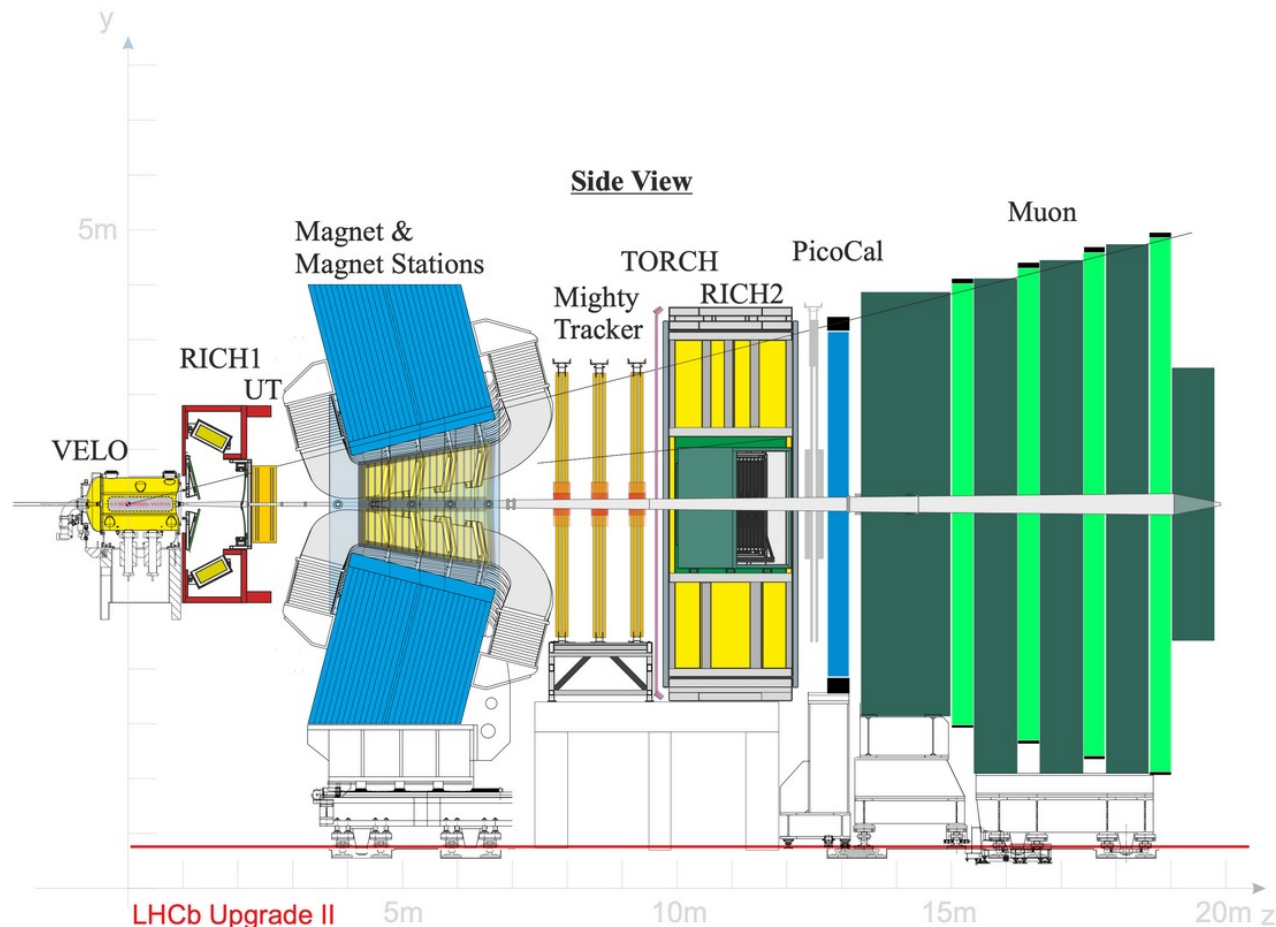 y
Side View
5m
Magnet &
Magnet Stations
Muon
PicoCal
TORCH
RICH2
Mighty
Tracker
RICH1
UT
VELO
LHCb Upgrade II
5m
10m
15m
20m
z